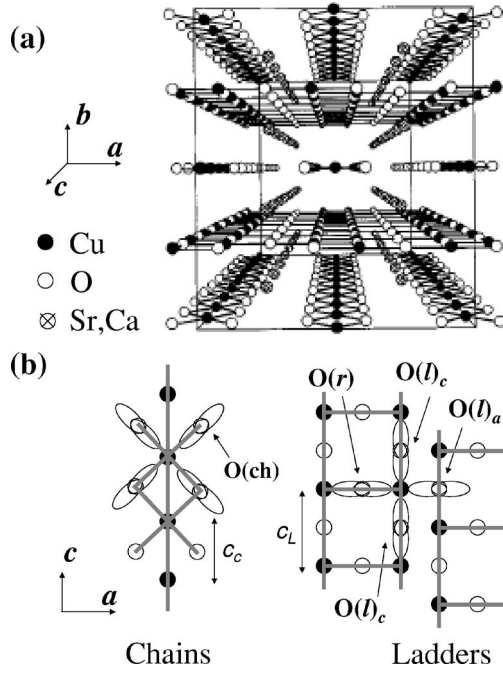 (a)
b
a
c
Cu
O
Sr,Ca
(b)
O(r)
O(l)c
O(l)a
O(ch)
cc
cL
O(l)c
c
a
Chains
Ladders